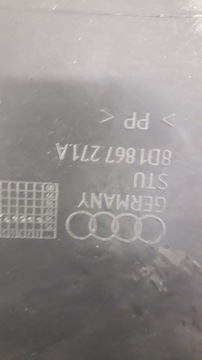 GERMANY
STU
8D1.867 271.A
> PP <